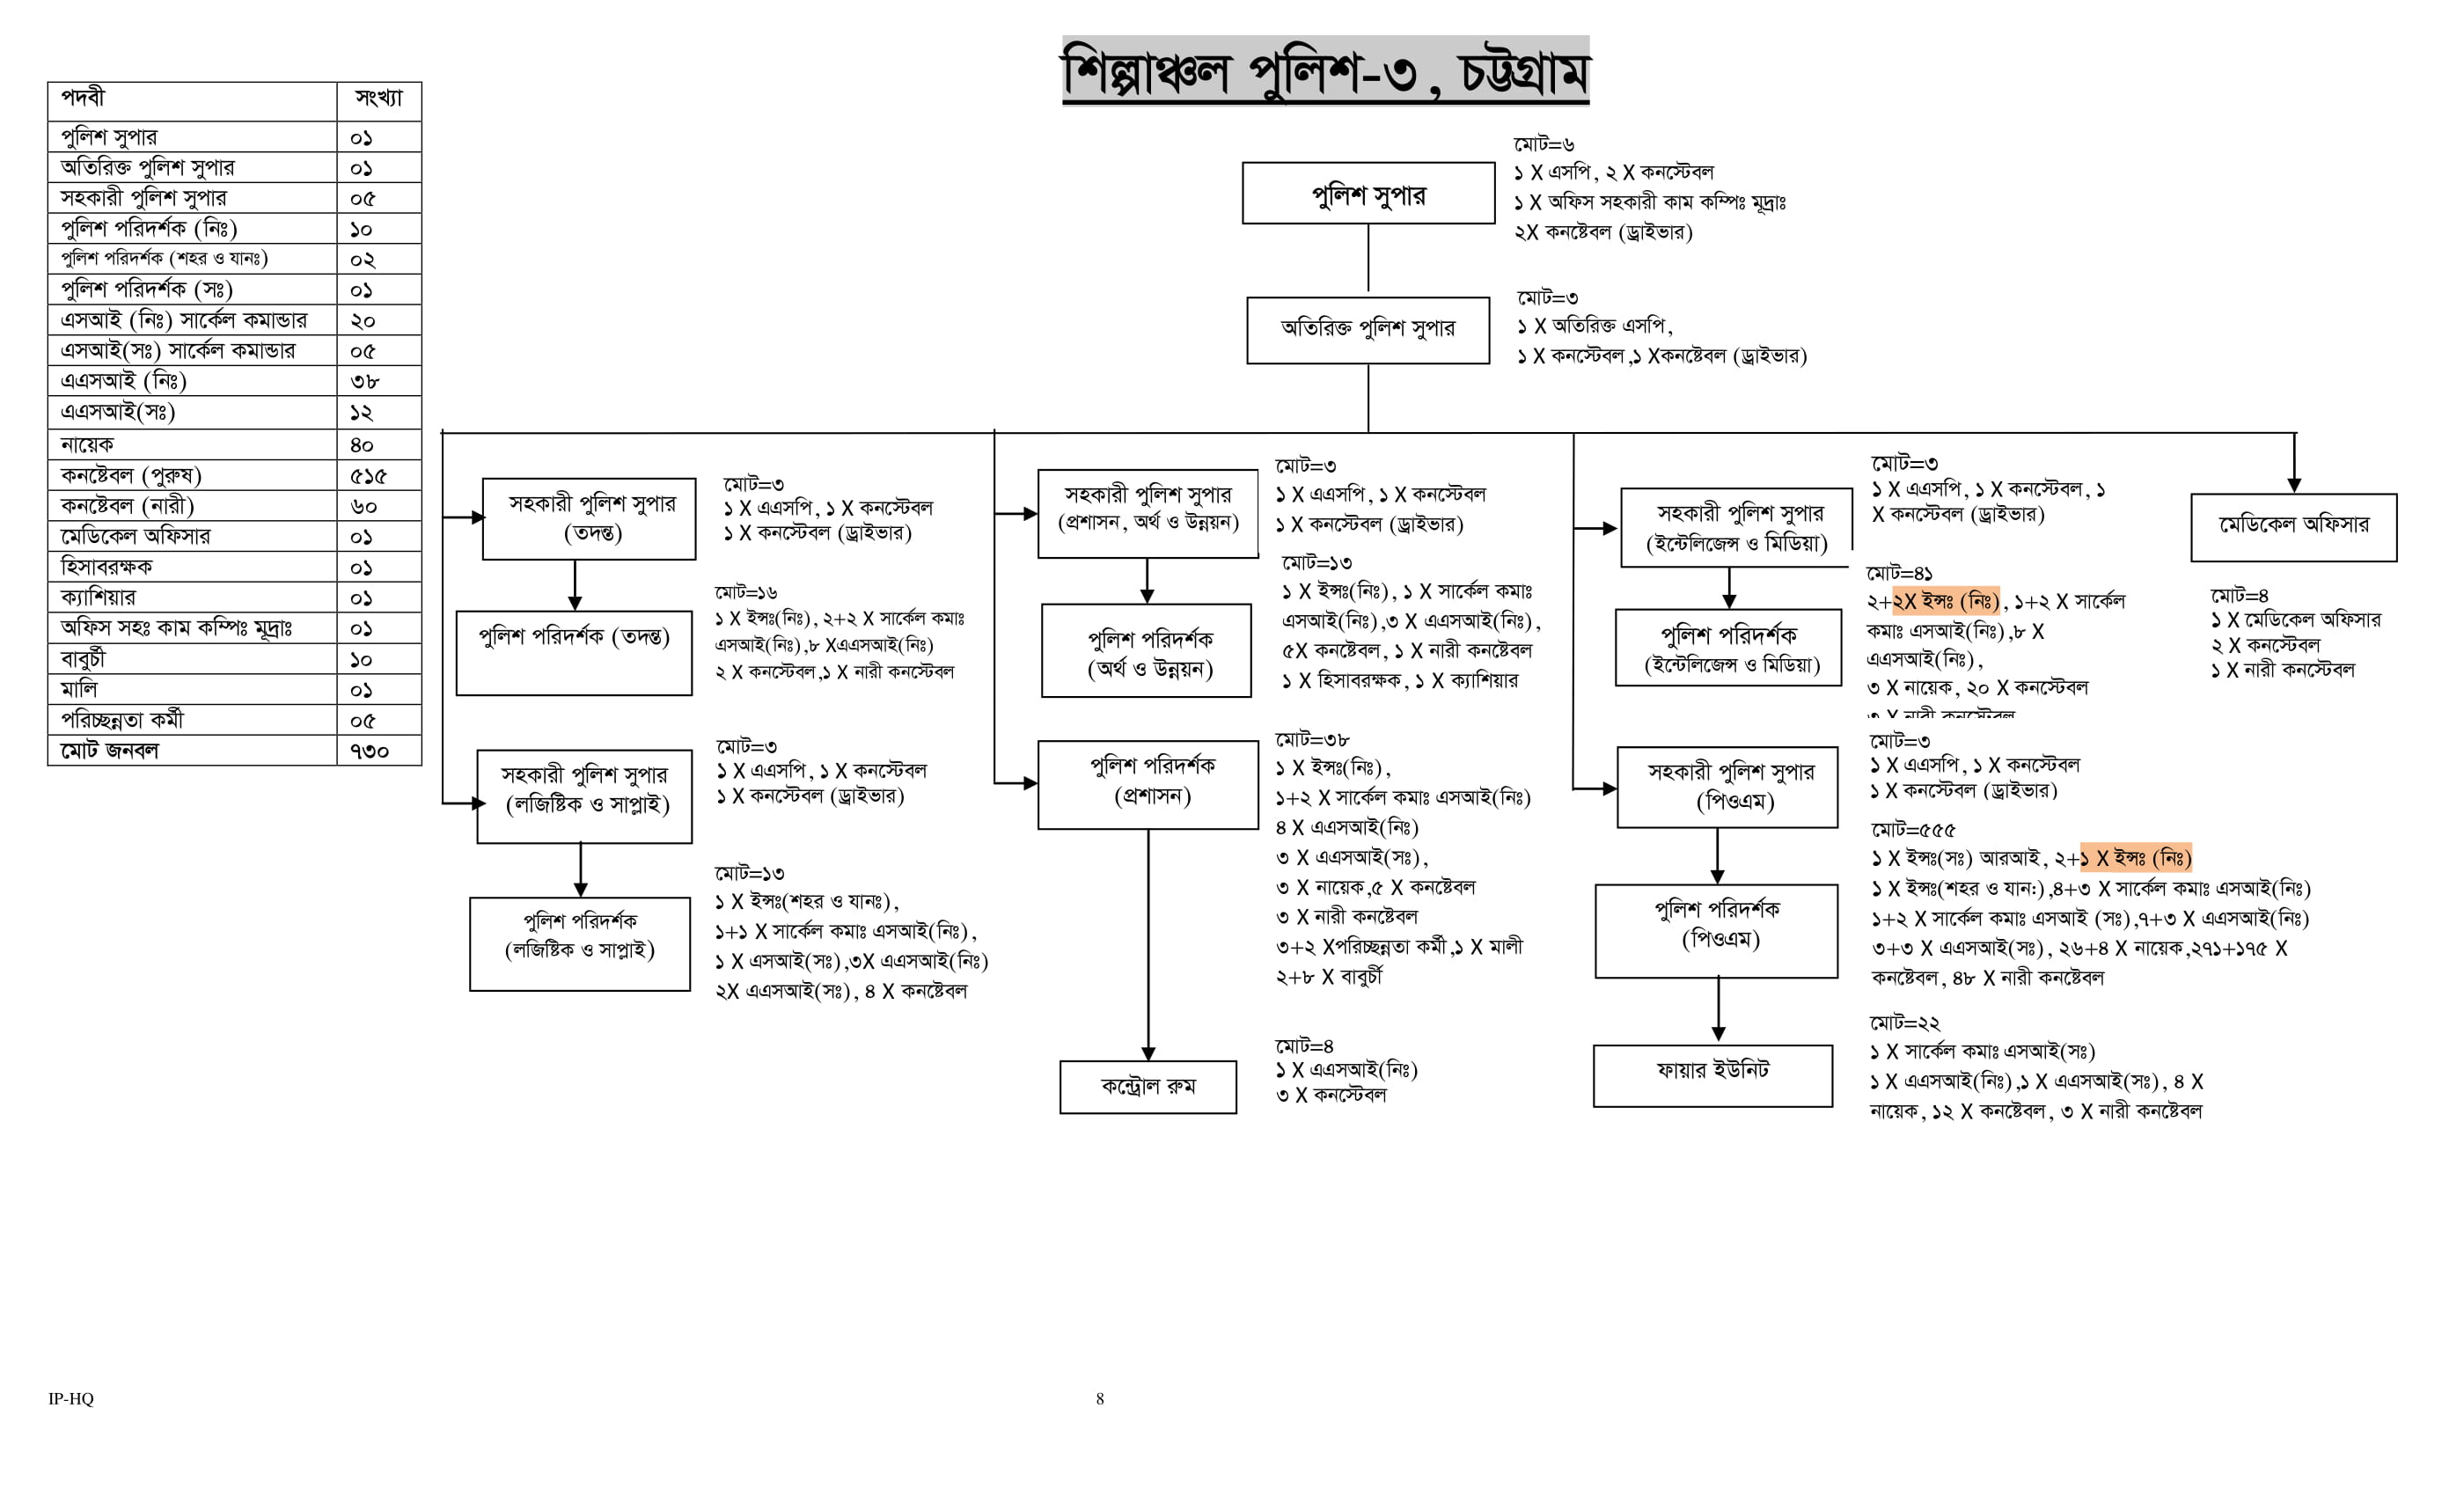 শিল্পাঞ্চল পুলিশ-৩, চট্টগ্রাম
পদবী সংখ্যা
পুলিশ সুপার ০১
অতিরিক্ত পুলিশ সুপার ০১
সহকারী পুলিশ সুপার ০৫
পুলিশ পরিদর্শক (নিঃ) ১০
পুলিশ পরিদর্শক (শহর ও যানঃ) ০২
পুলিশ পরিদর্শক (সঃ) ০১
এসআই (নিঃ) সার্কেল কমান্ডার ২০
এসআই(সঃ) সার্কেল কমান্ডার ০৫
এএসআই (নিঃ) ৩৮
এএসআই(সঃ) ১২
নায়েক ৪০
কনষ্টেবল (পুরুষ) ৫১৫
কনষ্টেবল (নারী) ৬০
মেডিকেল অফিসার ০১
হিসাবরক্ষক ০১
ক্যাশিয়ার ০১
অফিস সহঃ কাম কম্পিঃ মূদ্রাঃ ০১
বাবুর্চী ১০
মালি ০১
পরিচ্ছন্নতা কর্মী ০৫
মোট জনবল ৭৩০
পুলিশ সুপার
মোট=৬
১ X এসপি, ২ X কনস্টেবল
১ X অফিস সহকারী কাম কম্পিঃ মূদ্রাঃ
২X কনষ্টেবল (ড্রাইভার)
অতিরিক্ত পুলিশ সুপার
মোট=৩
১ X অতিরিক্ত এসপি,
১ X কনস্টেবল,১ Xকনষ্টেবল (ড্রাইভার)
সহকারী পুলিশ সুপার
(তদন্ত)
মোট=৩
১ X এএসপি, ১ X কনস্টেবল
১ X কনস্টেবল (ড্রাইভার)
পুলিশ পরিদর্শক (তদন্ত)
মোট=১৬
১ X ইন্সঃ(নিঃ), ২+২ X সার্কেল কমাঃ
এসআই(নিঃ),৮ Xএএসআই(নিঃ)
২ X কনস্টেবল,১ X নারী কনস্টেবল
সহকারী পুলিশ সুপার
(লজিষ্টিক ও সাপ্লাই)
মোট=৩
১ X এএসপি, ১ X কনস্টেবল
১ X কনস্টেবল (ড্রাইভার)
পুলিশ পরিদর্শক
(লজিষ্টিক ও সাপ্লাই)
মোট=১৩
১ X ইন্সঃ(শহর ও যানঃ),
১+১ X সার্কেল কমাঃ এসআই(নিঃ),
১ X এসআই(সঃ),৩X এএসআই(নিঃ)
২X এএসআই(সঃ), ৪ X কনষ্টেবল
সহকারী পুলিশ সুপার
(প্রশাসন, অর্থ ও উন্নয়ন)
মোট=৩
১ X এএসপি, ১ X কনস্টেবল
১ X কনস্টেবল (ড্রাইভার)
পুলিশ পরিদর্শক
(অর্থ ও উন্নয়ন)
মোট=১৩
১ X ইন্সঃ(নিঃ), ১ X সার্কেল কমাঃ
এসআই(নিঃ),৩ X এএসআই(নিঃ),
৫X কনষ্টেবল, ১ X নারী কনষ্টেবল
১ X হিসাবরক্ষক, ১ X ক্যাশিয়ার
পুলিশ পরিদর্শক
(প্রশাসন)
মোট=৩৮
১ X ইন্সঃ(নিঃ),
১+২ X সার্কেল কমাঃ এসআই(নিঃ)
৪ X এএসআই(নিঃ)
৩ X এএসআই(সঃ),
৩ X নায়েক,৫ X কনষ্টেবল
৩ X নারী কনষ্টেবল
৩+২ Xপরিচ্ছন্নতা কর্মী,১ X মালী
২+৮ X বাবুর্চী
কন্ট্রোল রুম
মোট=৪
১ X এএসআই(নিঃ)
৩ X কনস্টেবল
সহকারী পুলিশ সুপার
(ইন্টেলিজেন্স ও মিডিয়া)
মোট=৩
১ X এএসপি, ১ X কনস্টেবল, ১
X কনস্টেবল (ড্রাইভার)
পুলিশ পরিদর্শক
(ইন্টেলিজেন্স ও মিডিয়া)
মোট=৪১
২+২X ইন্সঃ (নিঃ), ১+২ X সার্কেল
কমাঃ এসআই(নিঃ),৮ X
এএসআই(নিঃ),
৩ X নায়েক, ২০ X কনষ্টেবল
৩ X নারী কনস্টেবল
সহকারী পুলিশ সুপার
(পিওএম)
মোট=৩
১ X এএসপি, ১ X কনস্টেবল
১ X কনস্টেবল (ড্রাইভার)
পুলিশ পরিদর্শক
(পিওএম)
মোট=৫৫৫
১ X ইন্সঃ(সঃ) আরআই, ২+১ X ইন্সঃ (নিঃ)
১ X ইন্সঃ(শহর ও যান:),৪+৩ X সার্কেল কমাঃ এসআই(নিঃ)
১+২ X সার্কেল কমাঃ এসআই (সঃ),৭+৩ X এএসআই(নিঃ)
৩+৩ X এএসআই(সঃ), ২৬+৪ X নায়েক,২৭১+১৭৫ X
কনষ্টেবল, ৪৮ X নারী কনষ্টেবল
ফায়ার ইউনিট
মোট=২২
১ X সার্কেল কমাঃ এসআই(সঃ)
১ X এএসআই(নিঃ),১ X এএসআই(সঃ), ৪ X
নায়েক, ১২ X কনষ্টেবল, ৩ X নারী কনষ্টেবল
মেডিকেল অফিসার
মোট=৪
১ X মেডিকেল অফিসার
২ X কনস্টেবল
১ X নারী কনস্টেবল
IP-HQ
8